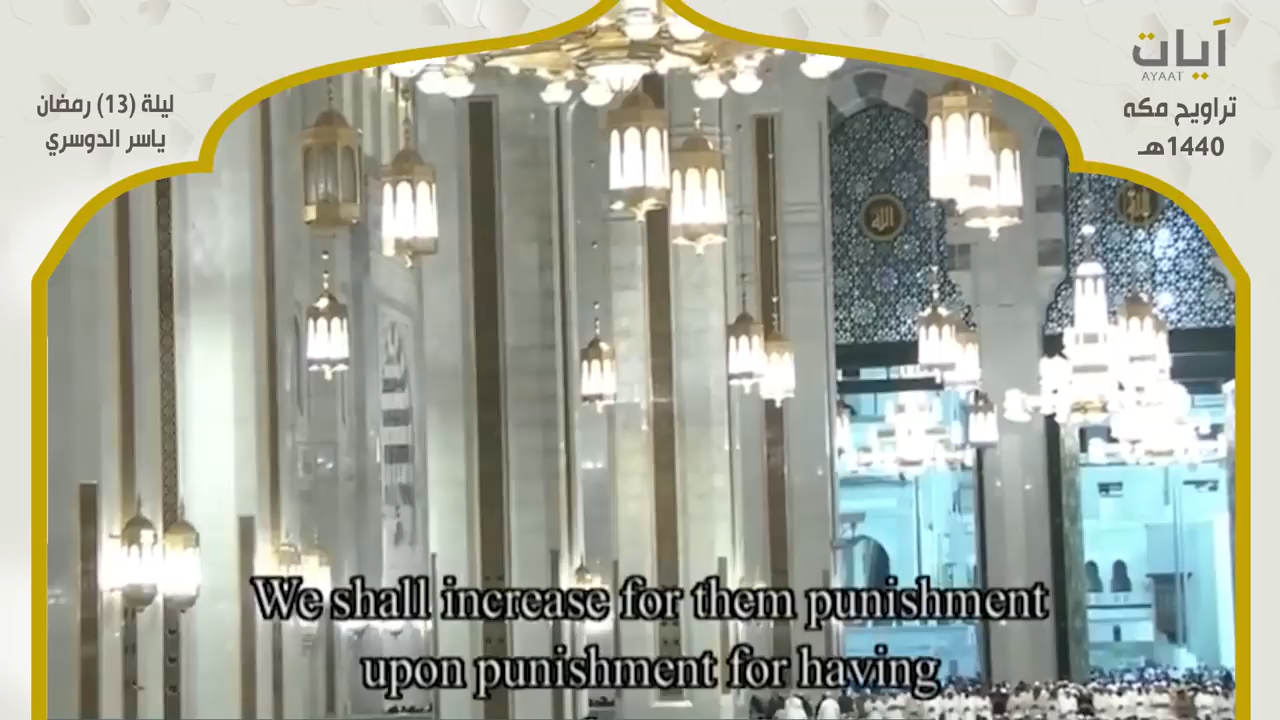 آيات
AYAAT
تراويح مكه
1440هـ
ليلة (13) رمضان
ياسر الدوسري
الله
We shall increase for them punishment
upon punishment for having